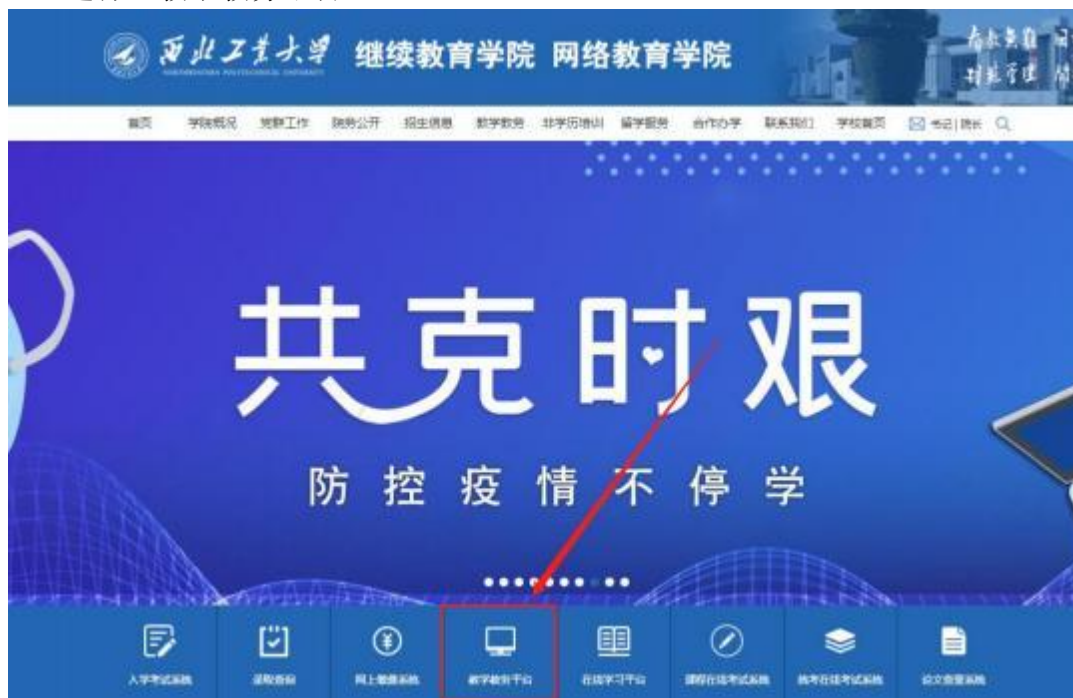 西北工业大学 继续教育学院 网络教育学院
首页 学院概况 党群工作 院务公开 招生信息 教学教务 非学历培训 留学服务 合作办学 联系我们 学校首页 书记|院长
共克时艰
防控疫情不停学
入学考试系统 录取查询 网上缴费系统 教学教务平台 在线学习平台 课程在线考试系统 统考在线考试系统 论文查重系统